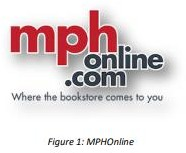 mph
online
.com
Where the bookstore comes to you
Figure 1: MPHOnline